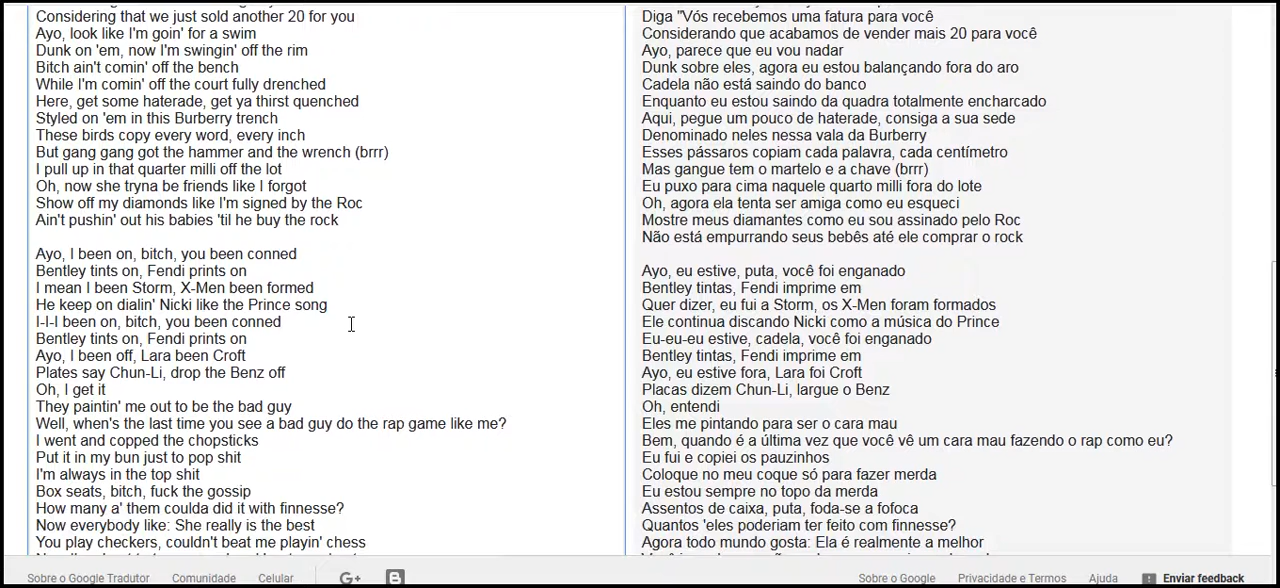 Considering that we just sold another 20 for you
Ayo, look like I'm goin' for a swim
Dunk on 'em, now I'm swingin' off the rim
Bitch ain't comin' off the bench
While I'm comin' off the court fully drenched
Here, get some haterade, get ya thirst quenched
Styled on 'em in this Burberry trench
These birds copy every word, every inch
But gang gang got the hammer and the wrench (brrr)
I pull up in that quarter milli off the lot
Oh, now she tryna be friends like I forgot
Show off my diamonds like I'm signed by the Roc
Ain't pushin' out his babies 'til he buy the rock
Ayo, I been on, bitch, you been conned
Bentley tints on, Fendi prints on
I mean I been Storm, X-Men been formed
He keep on dialin' Nicki like the Prince song
I-I-I been on, bitch, you been conned
Bentley tints on, Fendi prints on
Ayo, I been off, Lara been Croft
Plates say Chun-Li, drop the Benz off
Oh, I get it
They paintin' me out to be the bad guy
Well, when's the last time you see a bad guy do the rap game like me?
I went and copped the chopsticks
Put it in my bun just to pop shit
I'm always in the top shit
Box seats, bitch, fuck the gossip
How many a' them coulda did it with finnesse?
Now everybody like: She really is the best
You play checkers, couldn't beat me playin' chess
Diga "Vós recebemos uma fatura para você
Considerando que acabamos de vender mais 20 para você
Ayo, parece que eu vou nadar
Dunk sobre eles, agora eu estou balançando fora do aro
Cadela não está saindo do banco
Enquanto eu estou saindo da quadra totalmente encharcado
Aqui, pegue um pouco de haterade, consiga a sua sede
Denominado neles nessa vala da Burberry
Esses pássaros copiam cada palavra, cada centímetro
Mas gangue tem o martelo e a chave (brrr)
Eu puxo para cima naquele quarto milli fora do lote
Oh, agora ela tenta ser amiga como eu esqueci
Mostre meus diamantes como eu sou assinado pelo Roc
Não está empurrando seus bebês até ele comprar o rock
Ayo, eu estive, puta, você foi enganado
Bentley tintas, Fendi imprime em
Quer dizer, eu fui a Storm, os X-Men foram formados
Ele continua discando Nicki como a música do Prince
Eu-eu-eu estive, cadela, você foi enganado
Bentley tintas, Fendi imprime em
Ayo, eu estive fora, Lara foi Croft
Placas dizem Chun-Li, largue o Benz
Oh, entendi
Eles me pintando para ser o cara mau
Bem, quando é a última vez que você vê um cara mau fazendo o rap como eu?
Eu fui e copiei os pauzinhos
Coloque no meu coque só para fazer merda
Eu estou sempre no topo da merda
Assentos de caixa, puta, foda-se a fofoca
Quantos 'eles poderiam ter feito com finnesse?
Agora todo mundo gosta: Ela é realmente a melhor
Sobre o Google Tradutor Comunidade Celular G+ Sobre o Google Privacidade e Termos Ajuda Enviar feedback